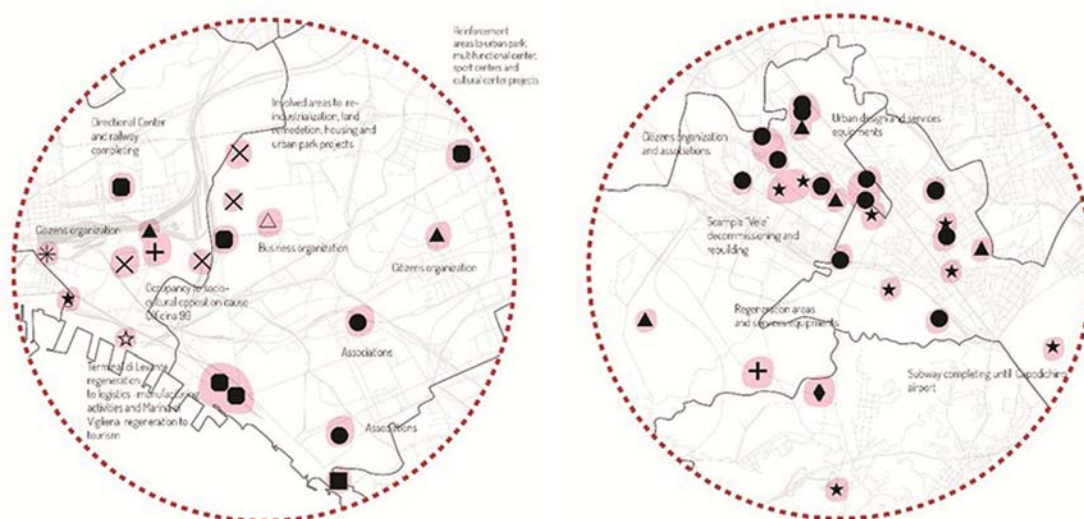 Reinforcement
areas to urban park,
multifunctional center,
sport centers and
cultural center projects
Directional Center
and railway
completing
Involved areas to re-
industrialization, land
remedetion, housing and
urban park projects
Citizens organization
Business organization
Citizens organization
Occupancy to socio-
cultural opposition cause
Officina 99
Associations
Terminal di Levante
regeneration
to logistics - manufacturing
activities and Marina di
Vigliena regeneration to
tourism
Associations
Urban design and services
equipments
Citizens organization
and associations
Scampia "Vele"
decommissioning and
rebuilding
Regeneration areas
and services equipments
Subway completing until Capodichino
airport